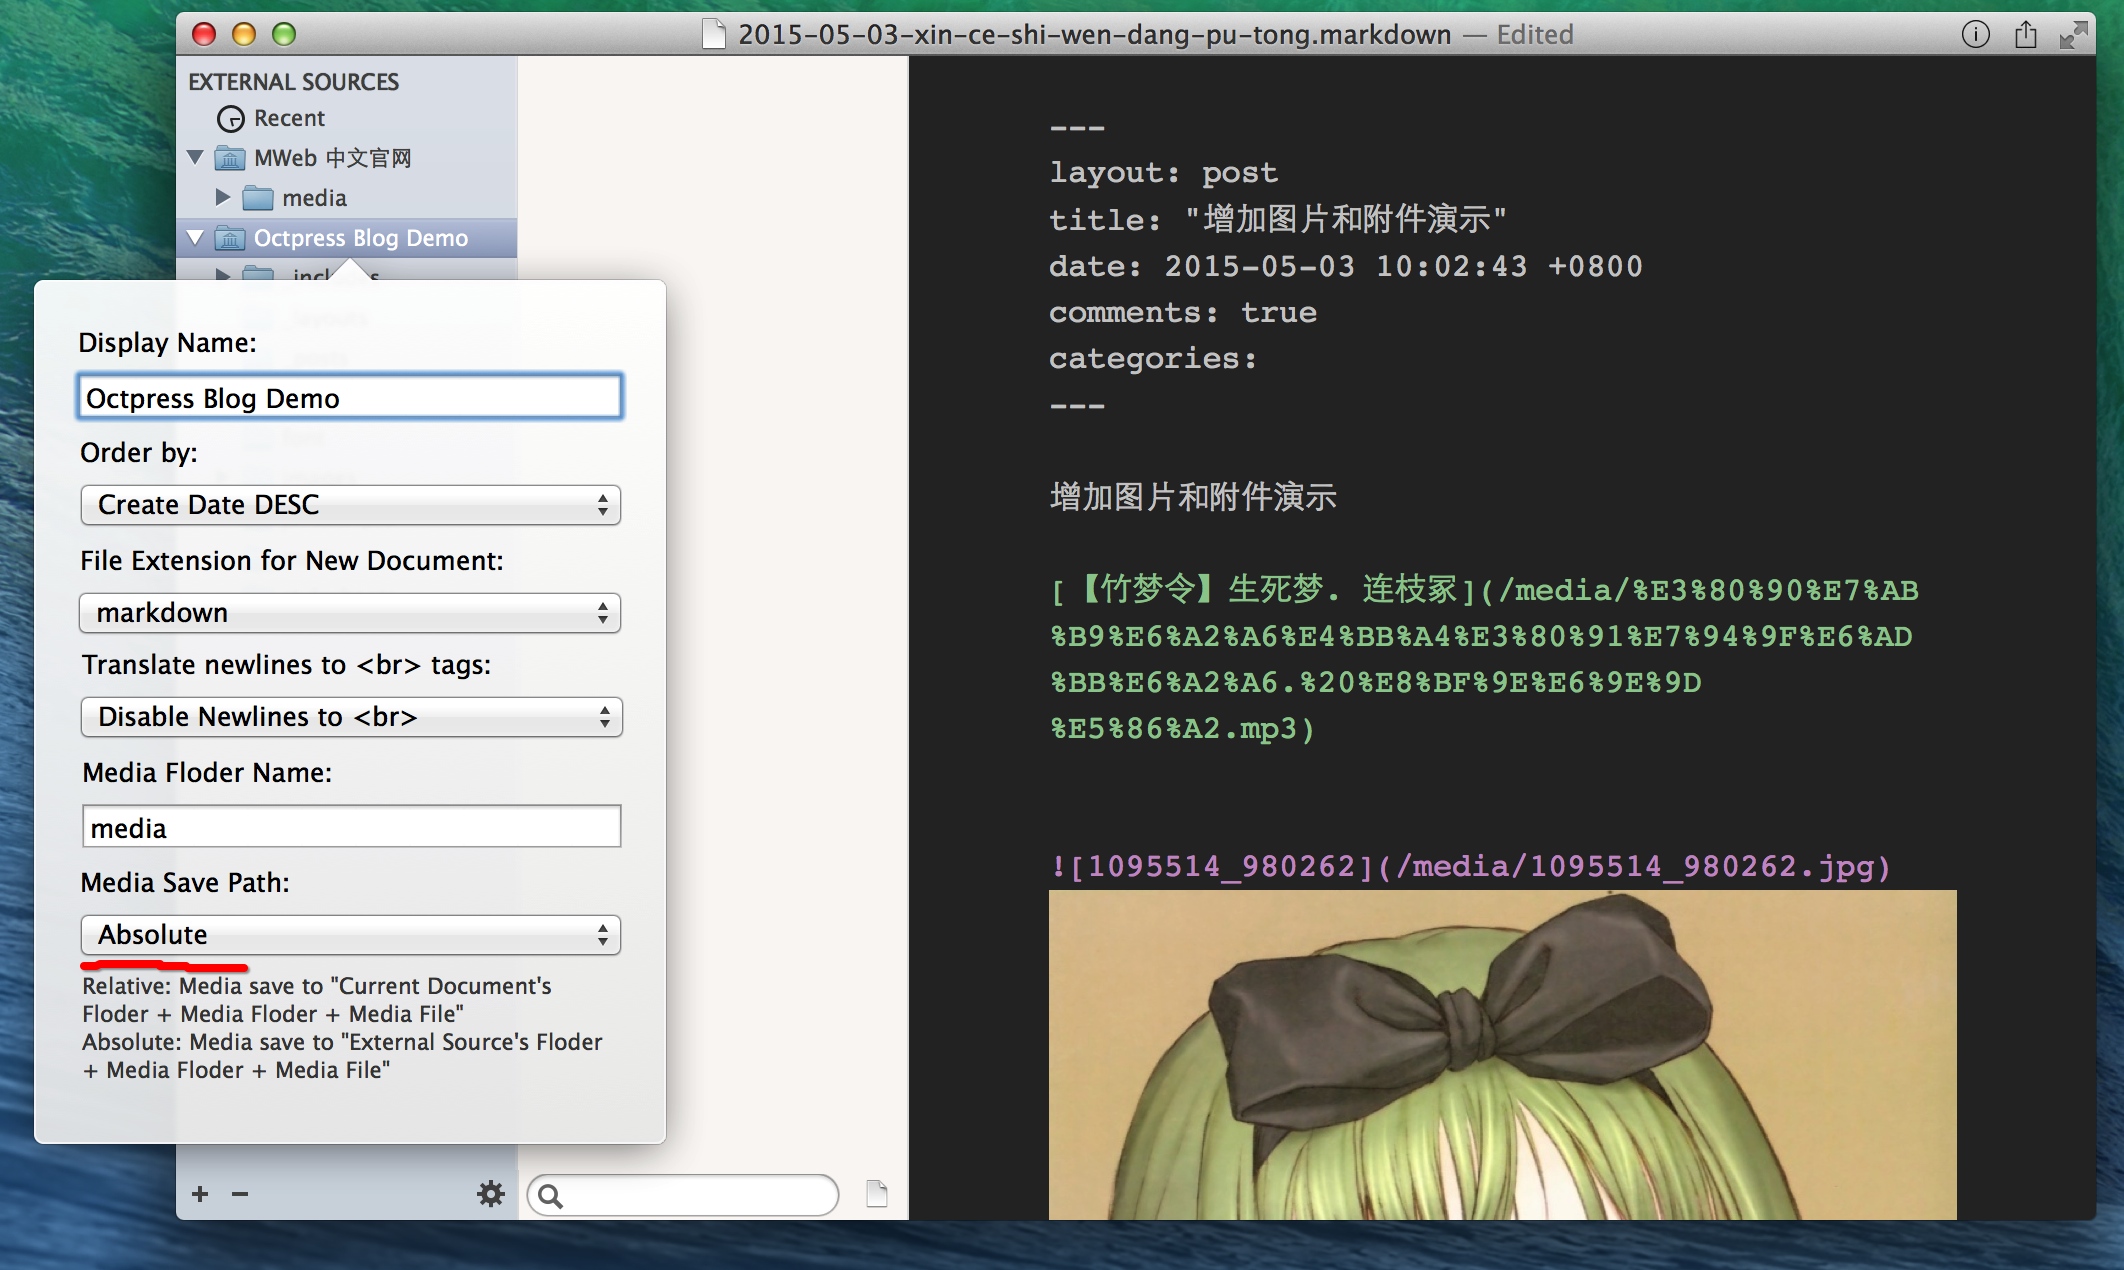 2015-05-03-xin-ce-shi-wen-dang-pu-tong.markdown — Edited
EXTERNAL SOURCES
Recent
MWeb 中文官网
media
Octpress Blog Demo
Display Name:
Octpress Blog Demo
Order by:
Create Date DESC
File Extension for New Document:
markdown
Translate newlines to <br> tags:
Disable Newlines to <br>
Media Floder Name:
media
Media Save Path:
Absolute
Relative: Media save to "Current Document's
Floder + Media Floder + Media File"
Absolute: Media save to "External Source's Floder
+ Media Floder + Media File"
---
layout: post
title: "增加图片和附件演示"
date: 2015-05-03 10:02:43 +0800
comments: true
categories:
---
增加图片和附件演示
[【竹梦令】生死梦. 连枝冢](/media/%E3%80%90%E7%AB
%B9%E6%A2%A6%E4%BB%A4%E3%80%91%E7%94%9F%E6%AD
%BB%E6%A2%A6.%20%E8%BF%9E%E6%9E%9D
%E5%86%A2.mp3)
![1095514_980262](/media/1095514_980262.jpg)